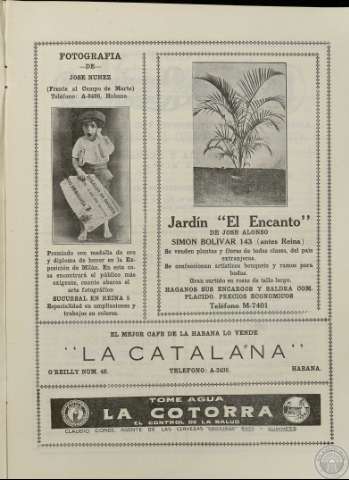 FOTOGRAFIA
—DE—
JOSE NUÑEZ
(Frente al Campo de Marte)
Teléfono: Habana
Premiado con medalla de oro
y diploma de honor en la Ex-
posición de Milán. En esta ca-
sa encontrará el público más
exigente, cuanto abarca el
arte fotográfico
SUCURSAL EN REINA 5
Especialidad en ampliaciones y
trabajos en colores.
Jardín "El Encanto"
DE JOSE ALONSO
SIMON BOLIVAR 143 (antes Reina)
Se venden plantas y flores de todas clases, del país
extranjeras.
Se confeccionan artísticos bouquets y ramos para
bodas.
Gran surtido en rosas de tallo largo.
HAGANOS SUS ENCARGOS Y SALDRA COM-
PLACIDO. PRECIOS ECONOMICOS
Teléfono M-7401
EL MEJOR CAFE DE LA HABANA LO VENDE
"LA CATALANA"
O'REILLY NUM. 48. TELEFONO: HABANA.
TOME AGUA
LA COTORRA
EL CONTROL DE LA SALUD
CLAUDIO CONDE, AGENTE DE LAS CERVEZAS